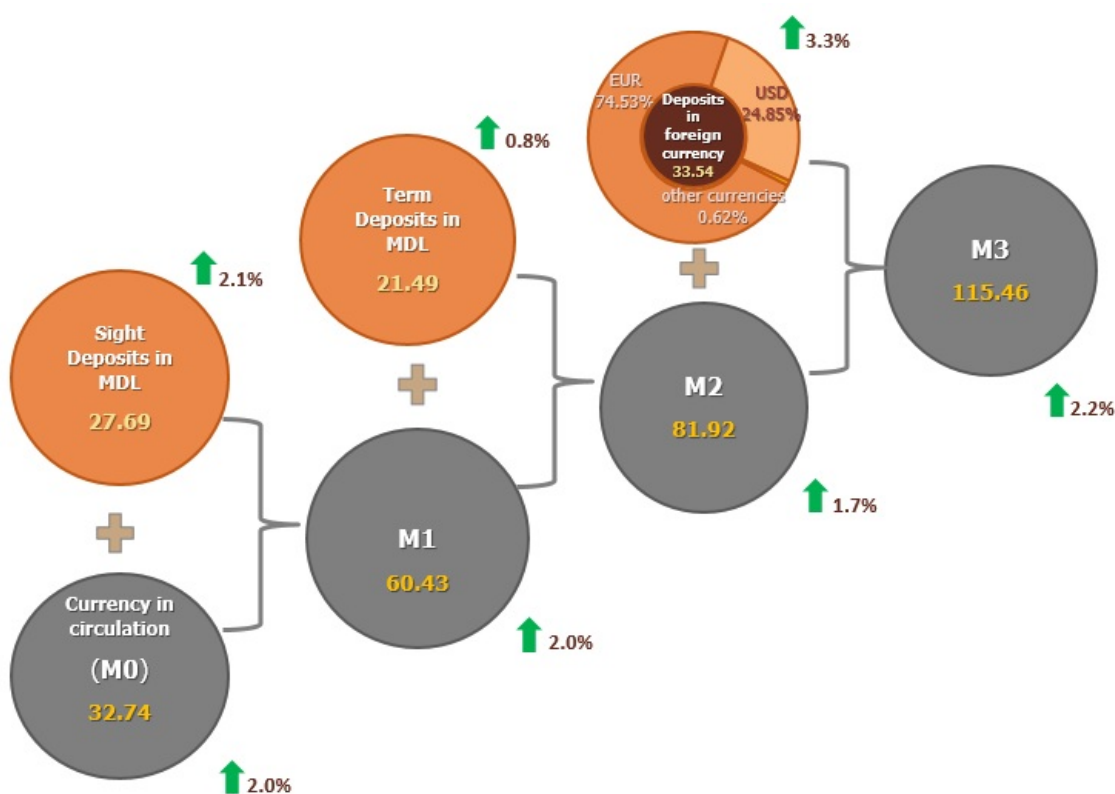 3.3%
EUR
74.53%
USD
24.85%
Deposits
in
foreign
currency
33.54
other currencies
0.62%
0.8%
Term
Deposits in
MDL
21.49
M3
115.46
2.2%
2.1%
Sight
Deposits in
MDL
27.69
M2
81.92
1.7%
M1
60.43
2.0%
Currency in
circulation
(M0)
32.74
2.0%